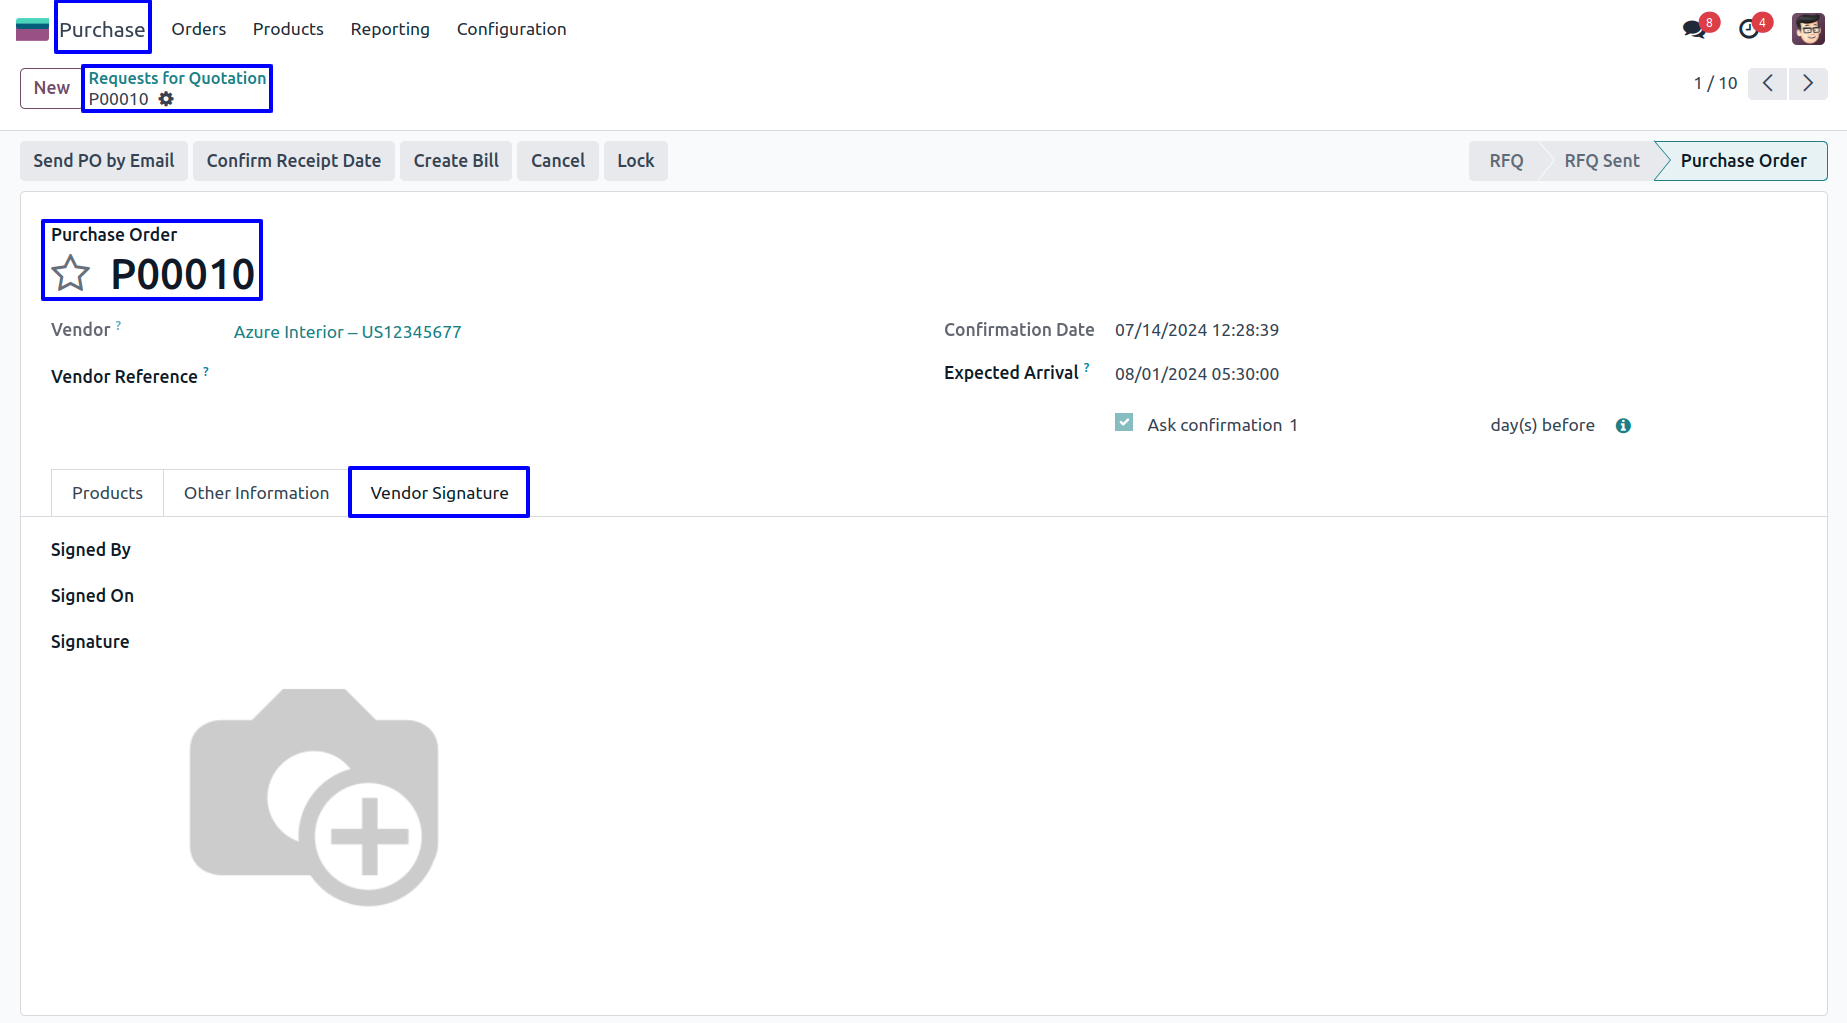 Purchase Orders Products Reporting Configuration 8 4
New Requests for Quotation
P00010 1 / 10
Send PO by Email Confirm Receipt Date Create Bill Cancel Lock RFQ RFQ Sent Purchase Order
Purchase Order
P00010
Vendor ? Azure Interior – US12345677 Confirmation Date 07/14/2024 12:28:39
Vendor Reference ? Expected Arrival ? 08/01/2024 05:30:00
Ask confirmation 1 day(s) before
Products Other Information Vendor Signature
Signed By
Signed On
Signature